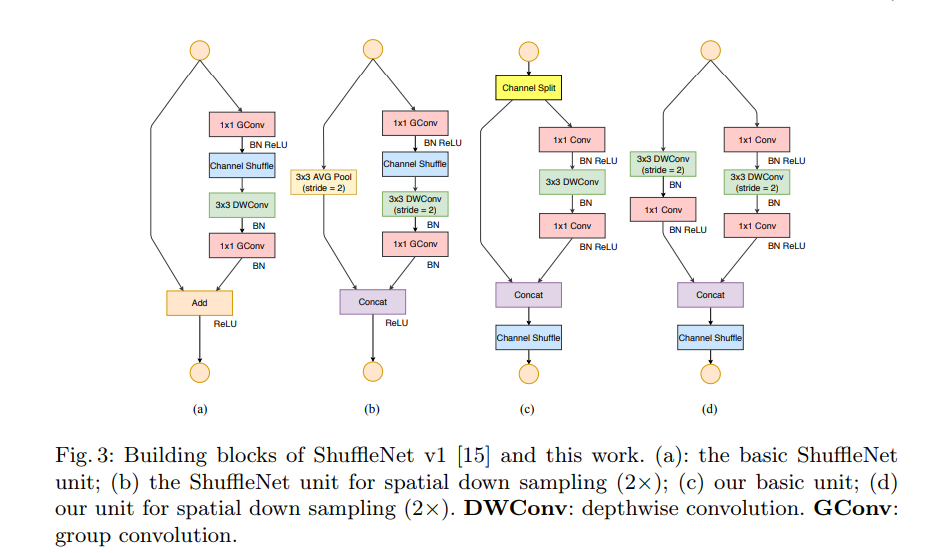 1x1 GConv
BN ReLU
Channel Shuffle
3x3 DWConv
BN
1x1 GConv
BN
Add
ReLU
(a)
3x3 AVG Pool
(stride = 2)
1x1 GConv
BN ReLU
Channel Shuffle
3x3 DWConv
(stride = 2)
BN
1x1 GConv
BN
Concat
ReLU
(b)
Channel Split
1x1 Conv
BN ReLU
3x3 DWConv
BN
1x1 Conv
BN ReLU
Concat
Channel Shuffle
(c)
3x3 DWConv
(stride = 2)
BN
1x1 Conv
BN ReLU
1x1 Conv
BN ReLU
3x3 DWConv
(stride = 2)
BN
1x1 Conv
BN ReLU
Concat
Channel Shuffle
(d)
Fig. 3: Building blocks of ShuffleNet v1 [15] and this work. (a): the basic ShuffleNet
unit; (b) the ShuffleNet unit for spatial down sampling (2×); (c) our basic unit; (d)
our unit for spatial down sampling (2×). DWConv: depthwise convolution. GConv:
group convolution.